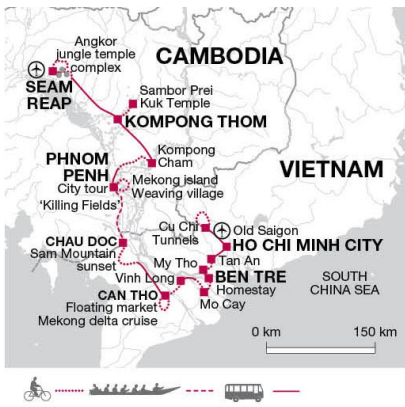 Angkor
jungle temple
complex
CAMBODIA
SEAM
REAP
Sambor Prei
Kuk Temple
KOMPONG THOM
Kompong
Cham
PHNOM
PENH
City tour
'Killing Fields'
Mekong island
Weaving village
VIETNAM
Cu Chi
Tunnels
Old Saigon
HO CHI MINH CITY
CHAU DOC
Sam Mountain
sunset
My Tho
Tan An
Vinh Long
BEN TRE
Homestay
Mo Cay
CAN THO
Floating market
Mekong delta cruise
SOUTH
CHINA SEA
0 km
150 km